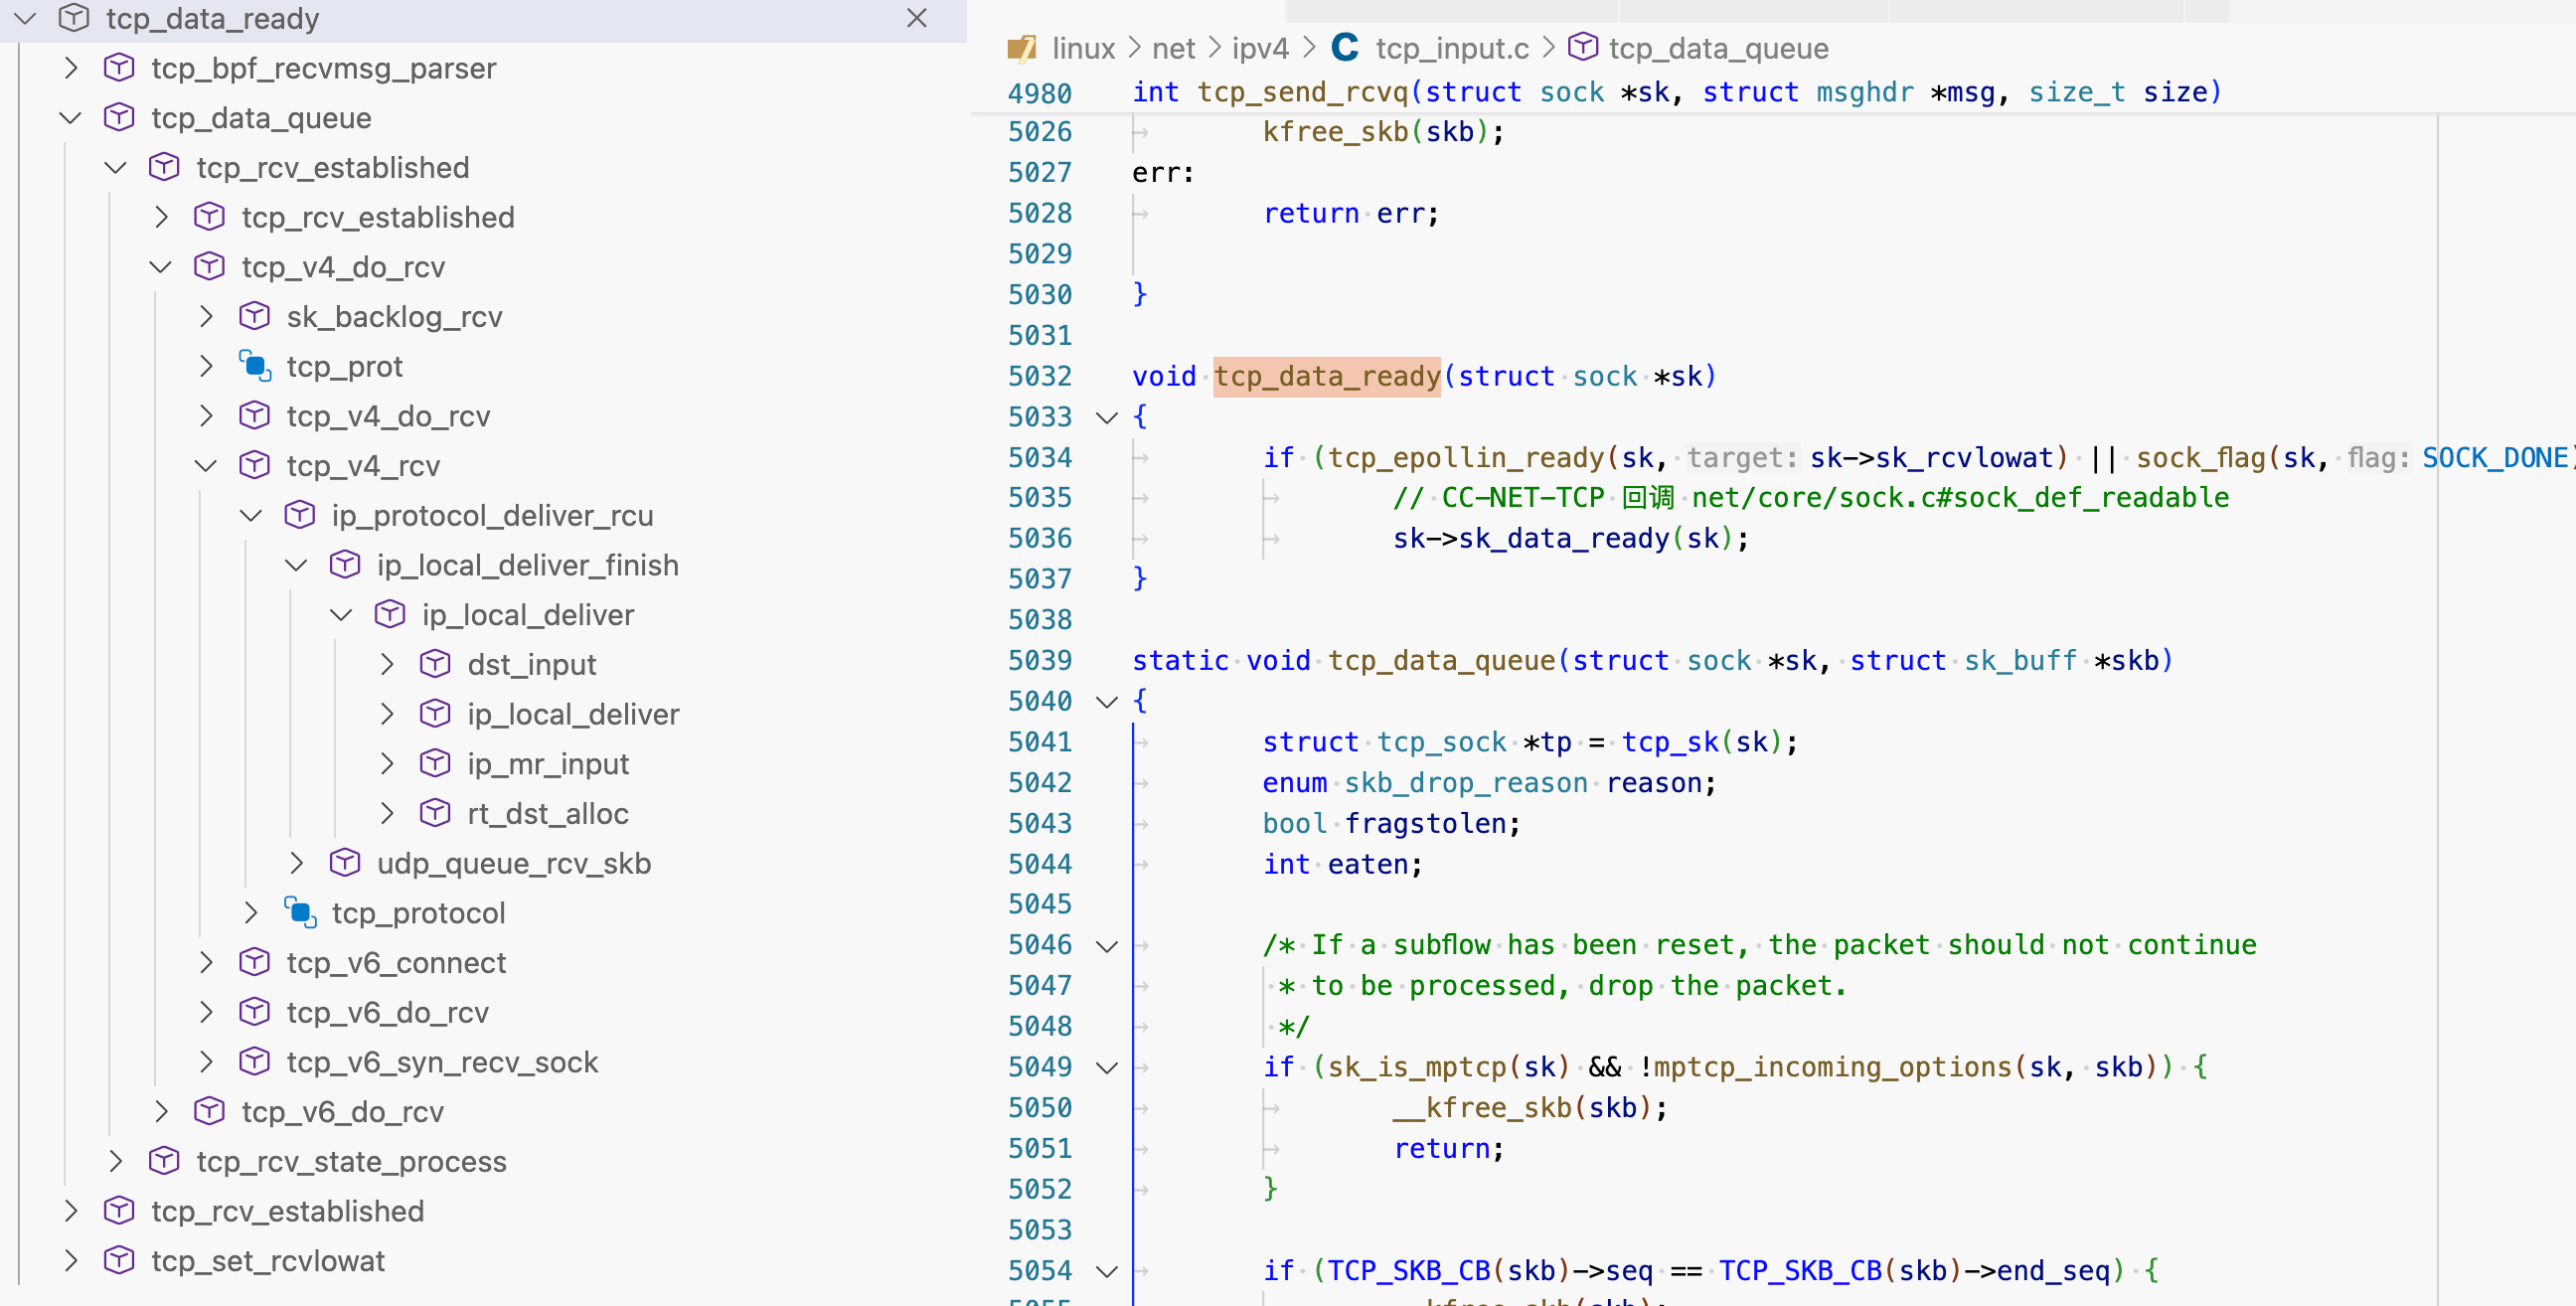 tcp_data_ready
tcp_bpf_recvmsg_parser
tcp_data_queue
tcp_rcv_established
tcp_rcv_established
tcp_v4_do_rcv
sk_backlog_rcv
tcp_prot
tcp_v4_do_rcv
tcp_v4_rcv
ip_protocol_deliver_rcu
ip_local_deliver_finish
ip_local_deliver
dst_input
ip_local_deliver
ip_mr_input
rt_dst_alloc
udp_queue_rcv_skb
tcp_protocol
tcp_v6_connect
tcp_v6_do_rcv
tcp_v6_syn_recv_sock
tcp_v6_do_rcv
tcp_rcv_state_process
tcp_rcv_established
tcp_set_rcvlowat
linux > net > ipv4 > C tcp_input.c > tcp_data_queue
4980 int tcp_send_rcvq(struct sock *sk, struct msghdr *msg, size_t size)
5026 kfree_skb(skb);
5027 err:
5028 return err;
5029
5030 }
5031
5032 void tcp_data_ready(struct sock *sk)
5033 {
5034 if (tcp_epollin_ready(sk, target: sk->sk_rcvlowat) || sock_flag(sk, flag: SOCK_DONE)
5035 // CC-NET-TCP 回调 net/core/sock.c#sock_def_readable
5036 sk->sk_data_ready(sk);
5037 }
5038
5039 static void tcp_data_queue(struct sock *sk, struct sk_buff *skb)
5040 {
5041 struct tcp_sock *tp = tcp_sk(sk);
5042 enum skb_drop_reason reason;
5043 bool fragstolen;
5044 int eaten;
5045
5046 /* If a subflow has been reset, the packet should not continue
5047 * to be processed, drop the packet.
5048 */
5049 if (sk_is_mptcp(sk) && !mptcp_incoming_options(sk, skb)) {
5050 __kfree_skb(skb);
5051 return;
5052 }
5053
5054 if (TCP_SKB_CB(skb)->seq == TCP_SKB_CB(skb)->end_seq) {